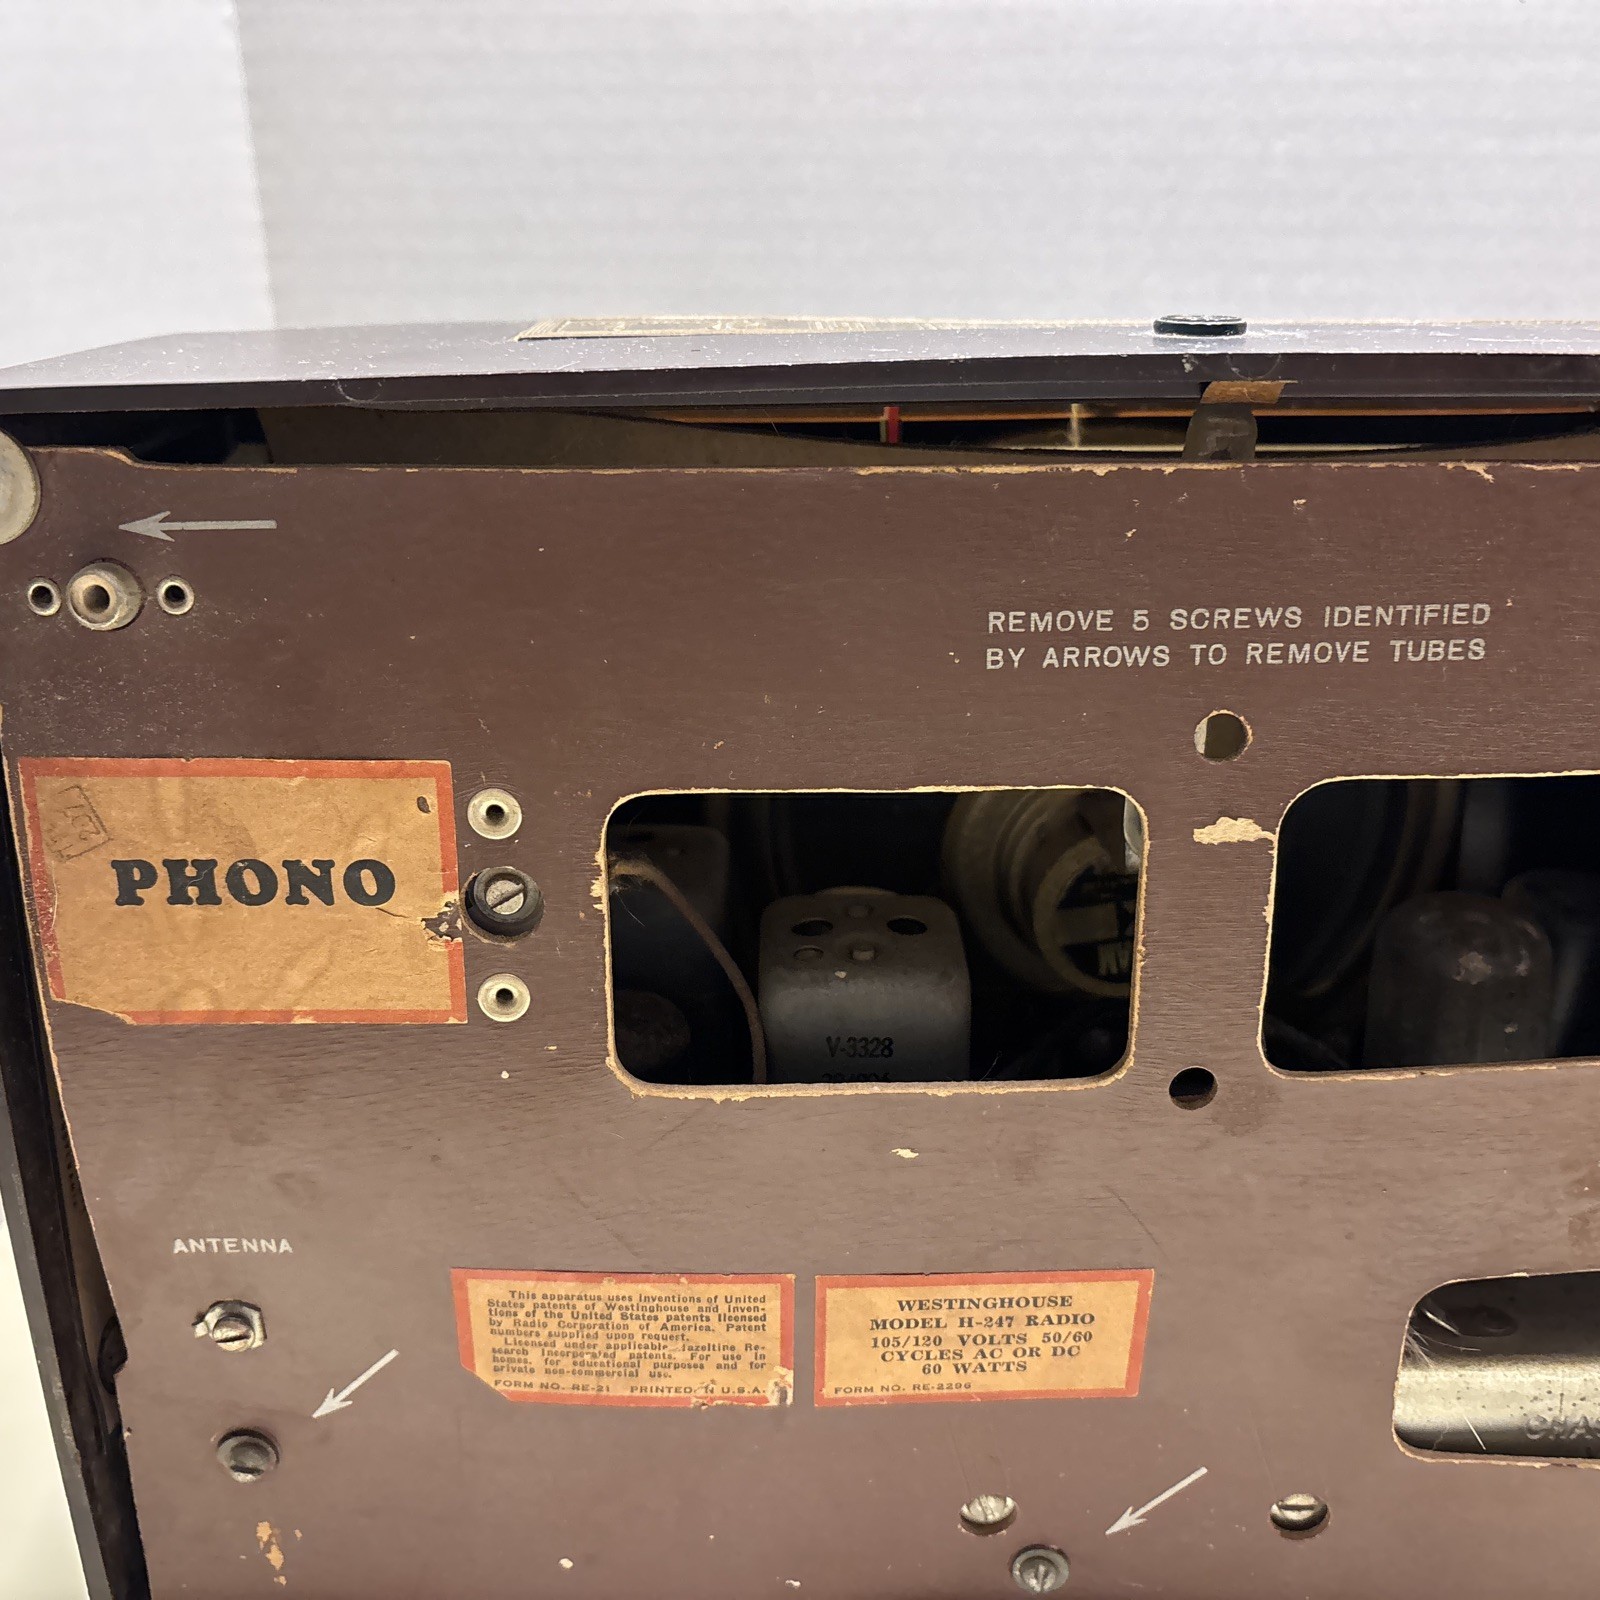 REMOVE 5 SCREWS IDENTIFIED
BY ARROWS TO REMOVE TUBES
PHONO
V-3328
ANTENNA
This apparatus uses inventions of United
States patents of Westinghouse and inven-
tions of the United States patents licensed
by Radio Corporation of America. Patent
numbers supplied upon request.
Licensed under applicable Hazeltine Re-
search Incorporated patents. For use in
homes, for educational purposes and for
private non-commercial use.
FORM NO. RE-21 PRINTED IN U.S.A.
WESTINGHOUSE
MODEL H-247 RADIO
105/120 VOLTS 50/60
CYCLES AC OR DC
60 WATTS
FORM NO. RE-2296